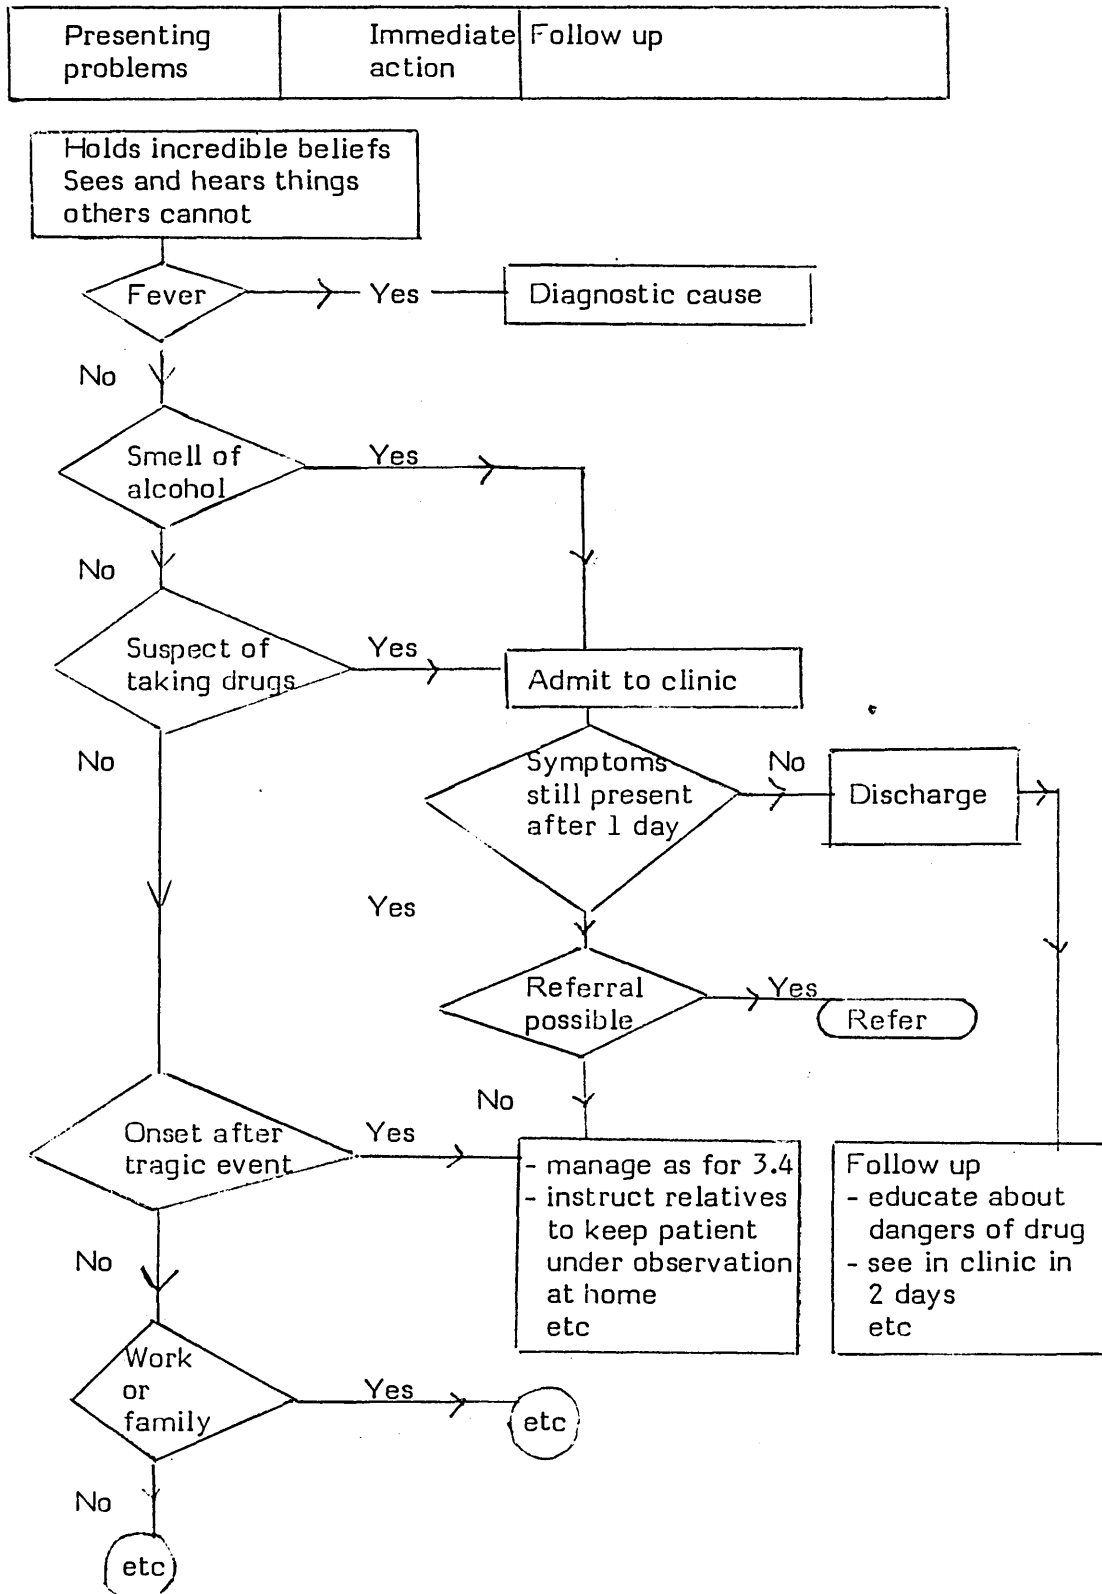 Presenting
problems
Immediate
action
Follow up
Holds incredible beliefs
Sees and hears things
others cannot
Fever
Yes
Diagnostic cause
No
Smell of
alcohol
Yes
No
Suspect of
taking drugs
Yes
Admit to clinic
No
Symptoms
still present
after 1 day
No
Discharge
Yes
Referral
possible
Yes
Refer
No
Onset after
tragic event
Yes
- manage as for 3.4
- instruct relatives
to keep patient
under observation
at home
etc
Follow up
- educate about
dangers of drug
- see in clinic in
2 days
etc
No
Work
or
family
Yes
etc
No
etc